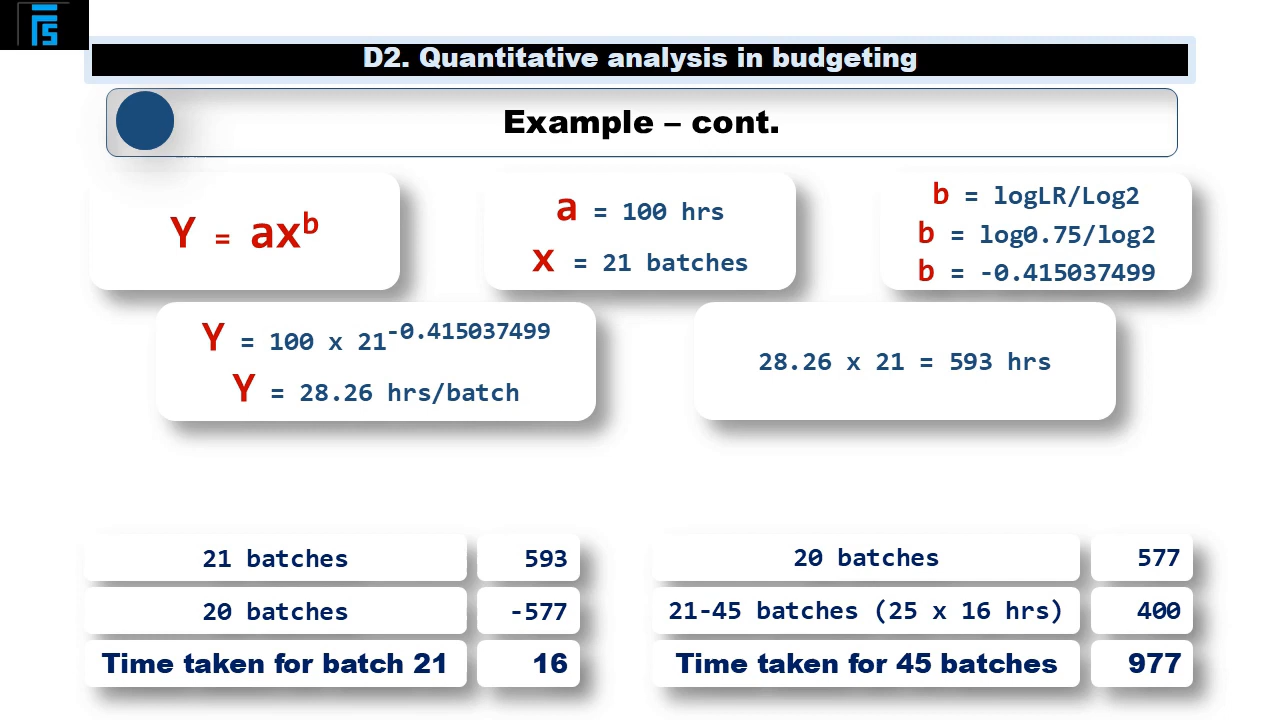 FTS
D2. Quantitative analysis in budgeting
Example – cont.
Y = ax^b
a = 100 hrs
x = 21 batches
b = logLR/Log2
b = log0.75/log2
b = -0.415037499
Y = 100 x 21^-0.415037499
Y = 28.26 hrs/batch
28.26 x 21 = 593 hrs
21 batches 593
20 batches -577
Time taken for batch 21 16
20 batches 577
21-45 batches (25 x 16 hrs) 400
Time taken for 45 batches 977